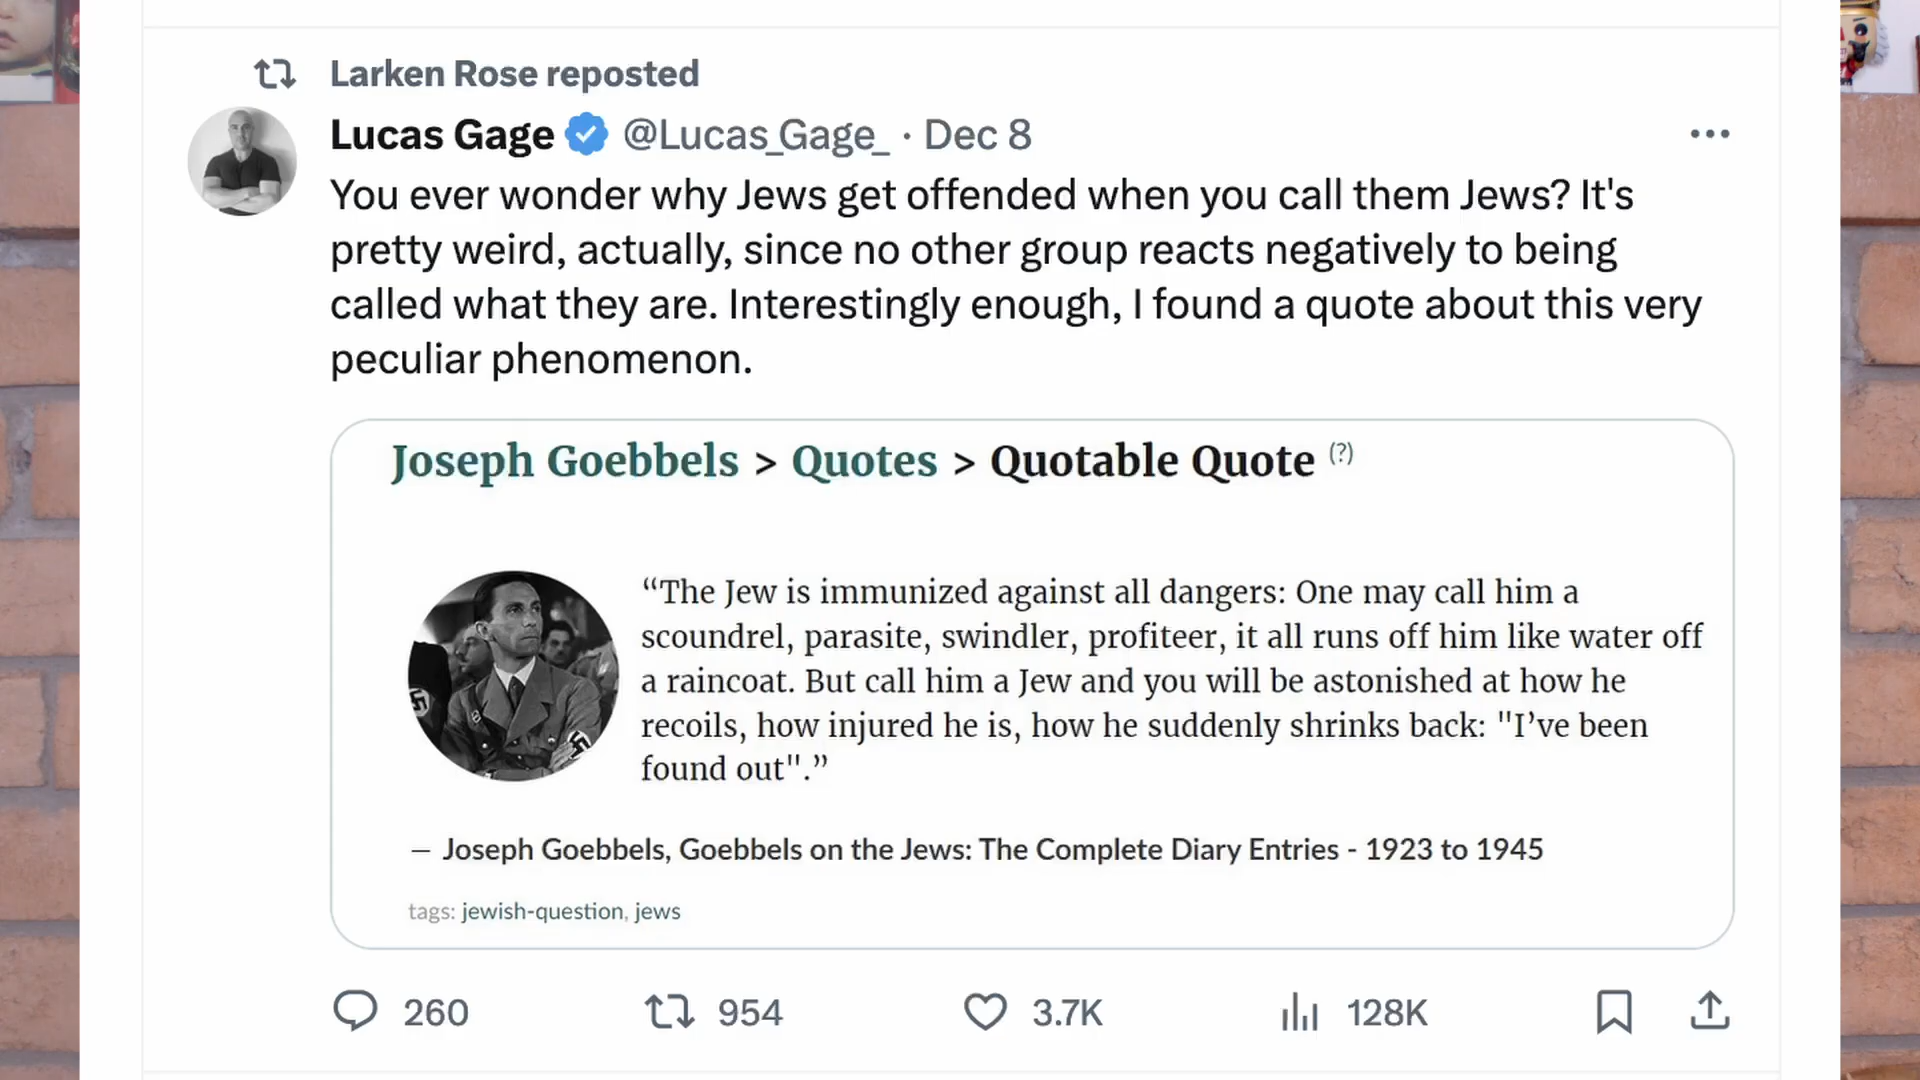 Larken Rose reposted
Lucas Gage @Lucas_Gage_ · Dec 8
You ever wonder why Jews get offended when you call them Jews? It's
pretty weird, actually, since no other group reacts negatively to being
called what they are. Interestingly enough, I found a quote about this very
peculiar phenomenon.
Joseph Goebbels > Quotes > Quotable Quote (?)
“The Jew is immunized against all dangers: One may call him a
scoundrel, parasite, swindler, profiteer, it all runs off him like water off
a raincoat. But call him a Jew and you will be astonished at how he
recoils, how injured he is, how he suddenly shrinks back: "I’ve been
found out".”
— Joseph Goebbels, Goebbels on the Jews: The Complete Diary Entries - 1923 to 1945
tags: jewish-question, jews
260 954 3.7K 128K